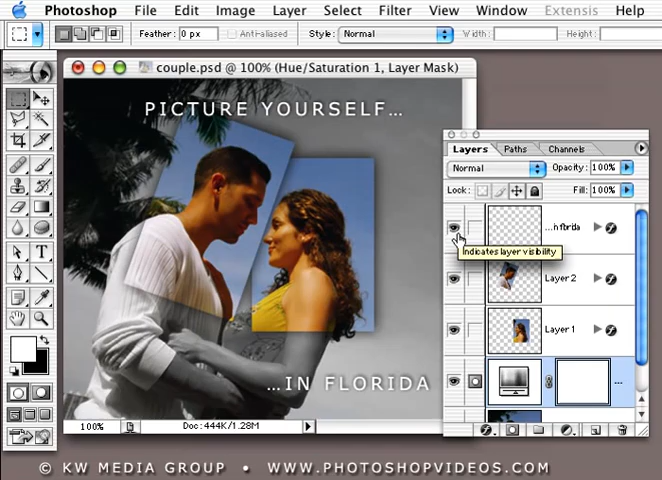 Photoshop File Edit Image Layer Select Filter View Window Extensis Help
Feather: 0 px Anti-aliased Style: Normal Width: Height:
couple.psd @ 100% (Hue/Saturation 1, Layer Mask)
PICTURE YOURSELF...
...IN FLORIDA
100% Doc: 444K/1.28M
Layers Paths Channels
Normal Opacity: 100%
Lock: Fill: 100%
...h florida
Indicates layer visibility
Layer 2
Layer 1
...
© KW MEDIA GROUP • WWW.PHOTOSHOPVIDEOS.COM